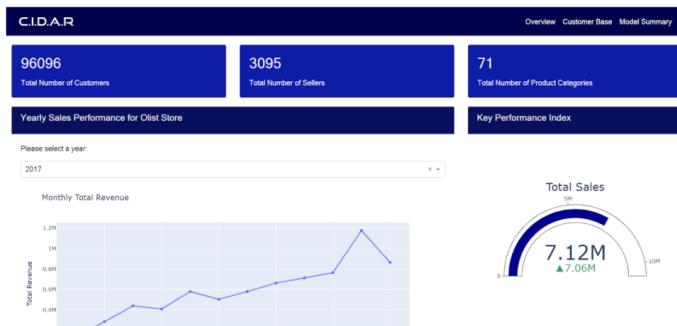 C.I.D.A.R
Overview Customer Base Model Summary
96096
Total Number of Customers
3095
Total Number of Sellers
71
Total Number of Product Categories
Yearly Sales Performance for Olist Store
Key Performance Index
Please select a year:
2017
× ▾
Monthly Total Revenue
1.2M
1M
0.8M
0.6M
0.4M
Total Revenue
Total Sales
0
5M
10M
7.12M
▲7.06M